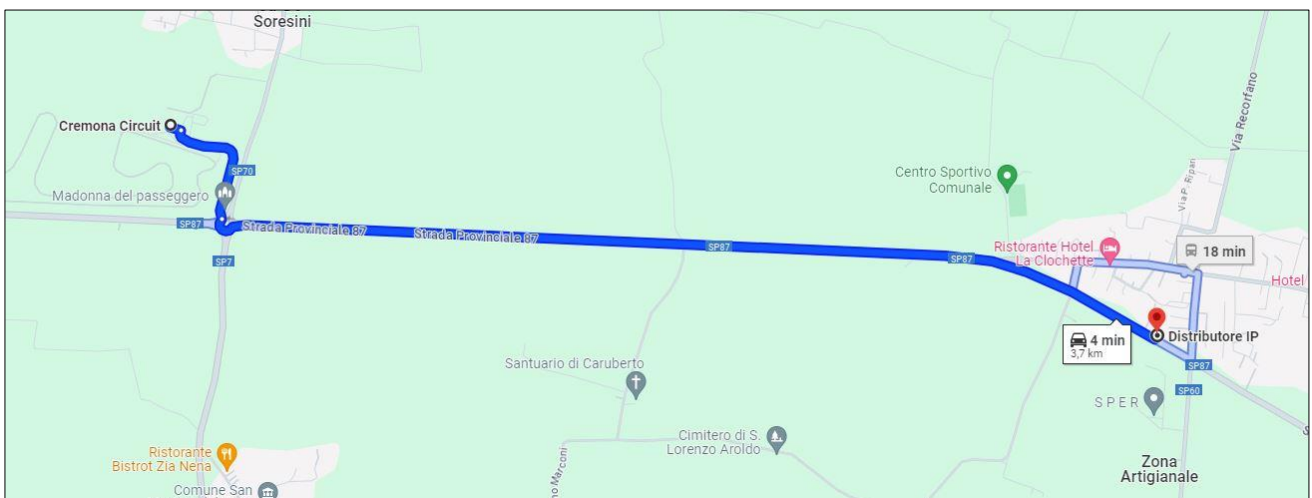 Soresini
Cremona Circuit
SP70
Madonna del passeggero
SP87
Strada Provinciale 87
Strada Provinciale 87
SP87
SP87
SP7
Centro Sportivo
Comunale
Via P. Ripari
Via Recorfano
Ristorante Hotel
La Clochette
18 min
Hotel
4 min
3,7 km
Distributore IP
SP87
SP60
Santuario di Caruberto
S P E R
Cimitero di S.
Lorenzo Aroldo
Ristorante
Bistrot Zia Nena
Comune San
no Marconi
Zona
Artigianale